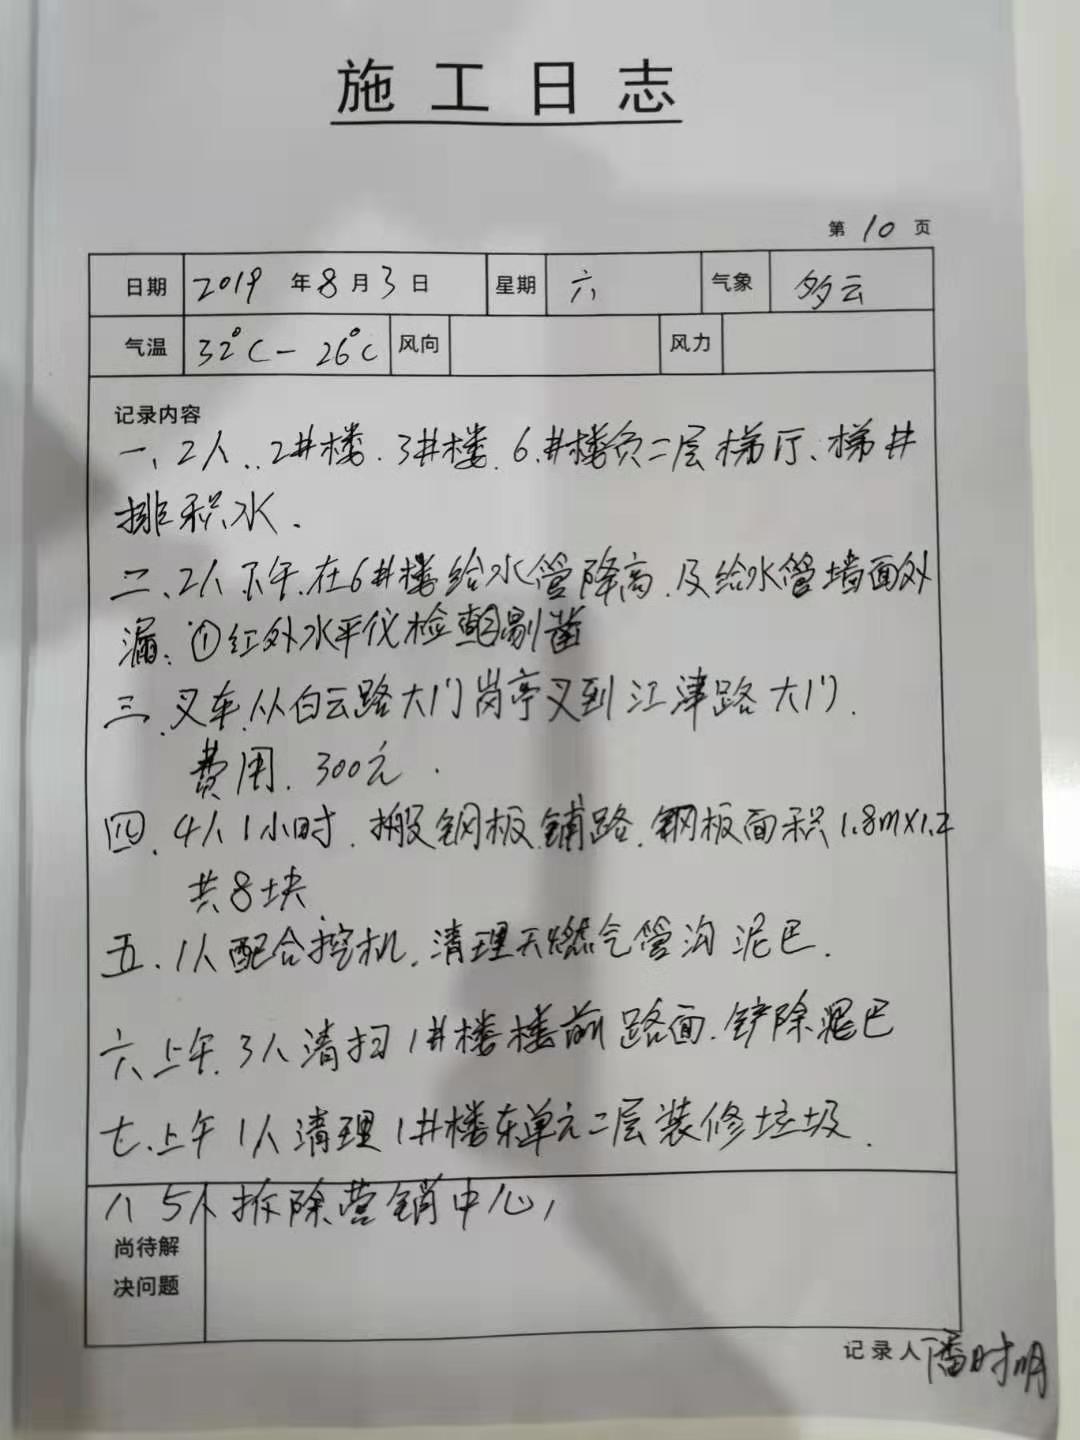 施工日志
第 10 页
日期 2019 年 8 月 3 日 星期 六 气象 多云
气温 32°C - 26°C 风向 风力
记录内容
一、2人、2#楼、3#楼、6#楼负二层梯厅、梯井
排积水.
二、2人下午.在6#楼给水管降高.及给水管墙面外
漏:①红外水平仪检 剔凿
三、叉车从白云路大门岗亭叉到江津路大门.
费用.300元.
四.4人1小时.搬钢板铺路.钢板面积1.8m×1.2
共8块
五.1人配合挖机.清理天燃气管沟泥巴.
六上午.3人清扫1#楼楼前路面.铲除泥巴
七.上午1人清理1#楼东单元二层装修垃圾.
八 5人拆除营销中心,
尚待解
决问题
记录人 潘时明